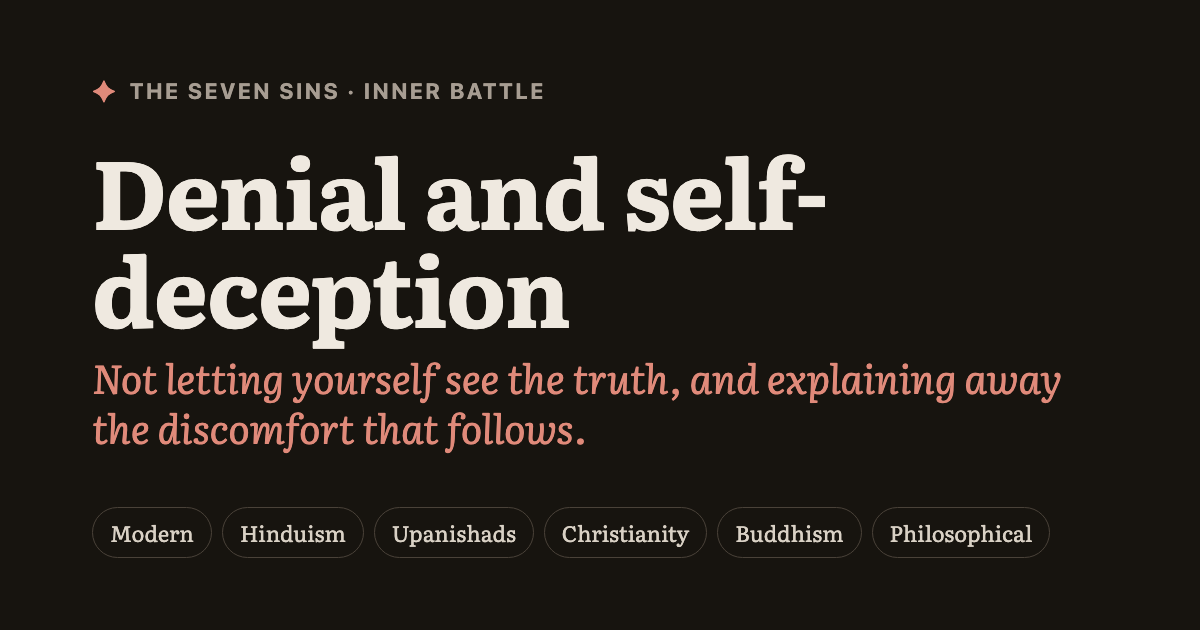 THE SEVEN SINS · INNER BATTLE
Denial and self-
deception
Not letting yourself see the truth, and explaining away
the discomfort that follows.
Modern Hinduism Upanishads Christianity Buddhism Philosophical